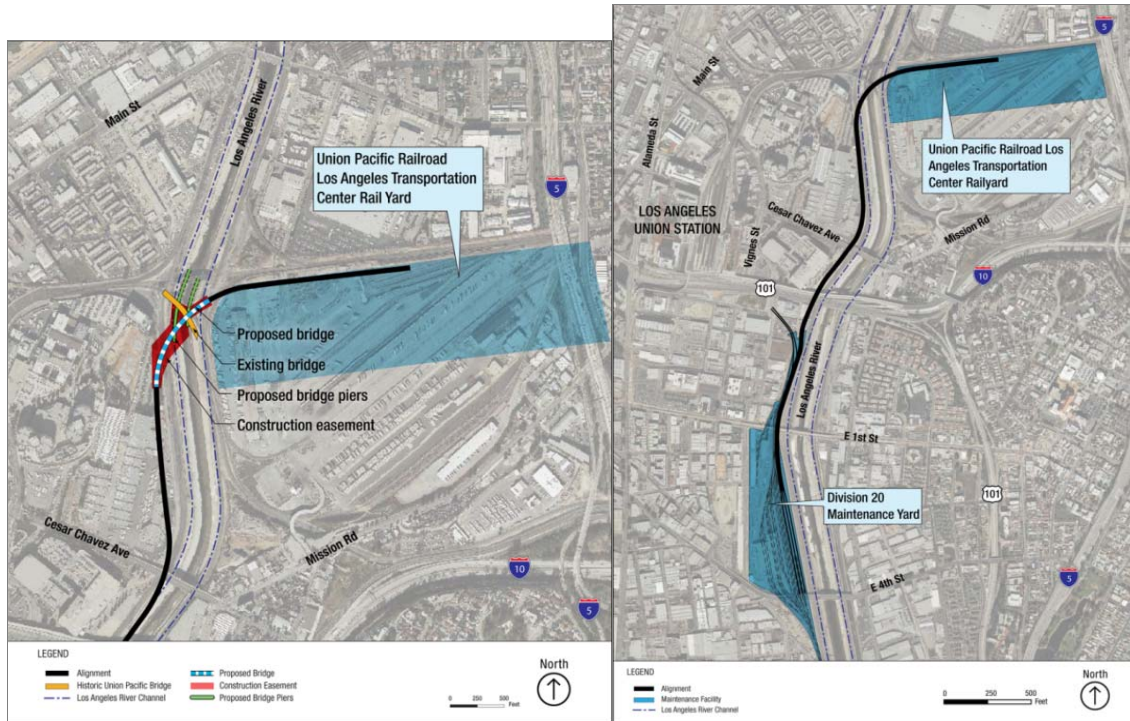 Main St
Los Angeles River
Union Pacific Railroad
Los Angeles Transportation
Center Rail Yard
5
Proposed bridge
Existing bridge
Proposed bridge piers
Construction easement
Cesar Chavez Ave
Mission Rd
10
5
LEGEND
Alignment
Historic Union Pacific Bridge
Los Angeles River Channel
Proposed Bridge
Construction Easement
Proposed Bridge Piers
0 250 500
Feet
North
5
Main St
Alameda St
Union Pacific Railroad Los
Angeles Transportation
Center Railyard
LOS ANGELES
UNION STATION
Cesar Chavez Ave
Vignes St
Mission Rd
10
101
Los Angeles River
E 1st St
Division 20
Maintenance Yard
101
E 4th St
5
LEGEND
Alignment
Maintenance Facility
Los Angeles River Channel
0 250 500
Feet
North